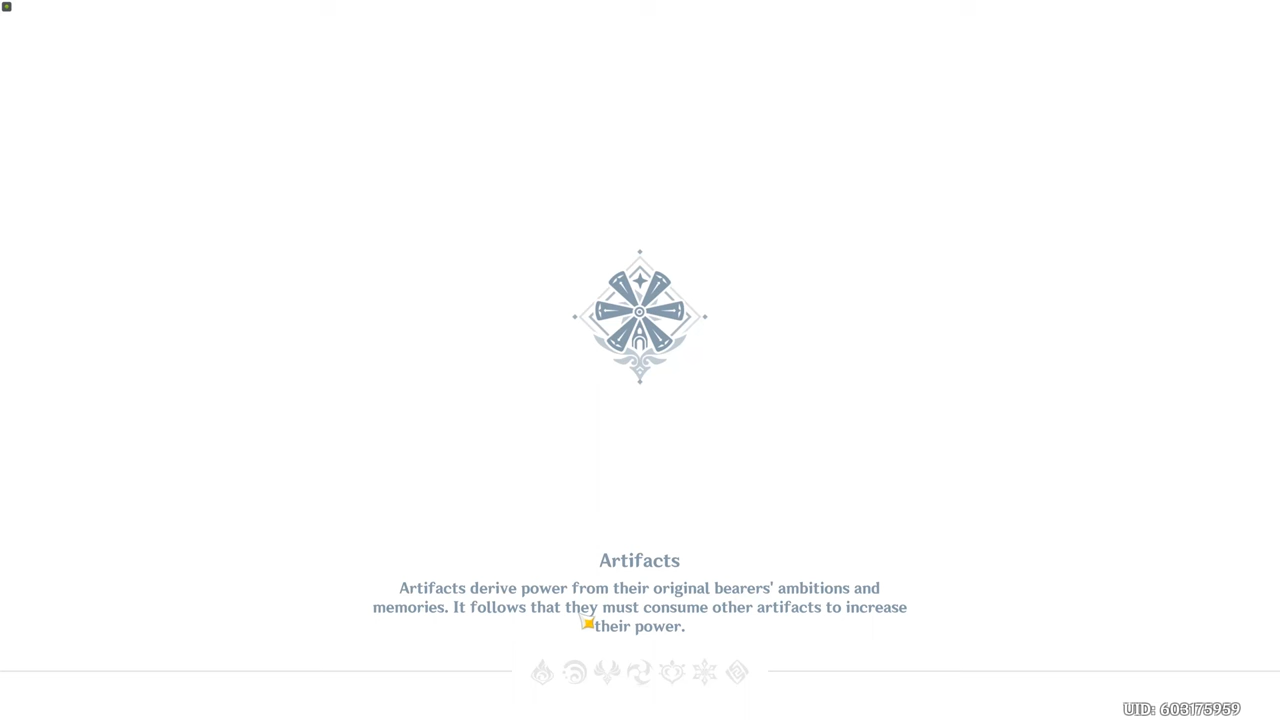 Artifacts
Artifacts derive power from their original bearers' ambitions and
memories. It follows that they must consume other artifacts to increase
their power.
UID: 603175959